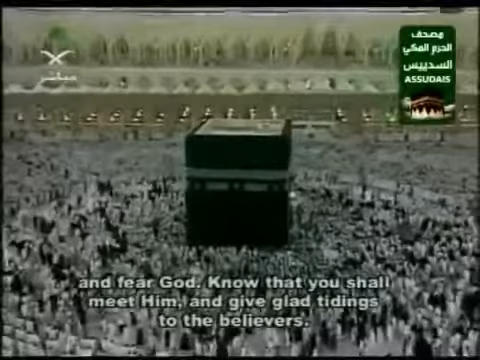 مصحف
الحرم المكي
السديس
ASSUDAIS
مباشر
and fear God. Know that you shall
meet Him, and give glad tidings
to the believers.